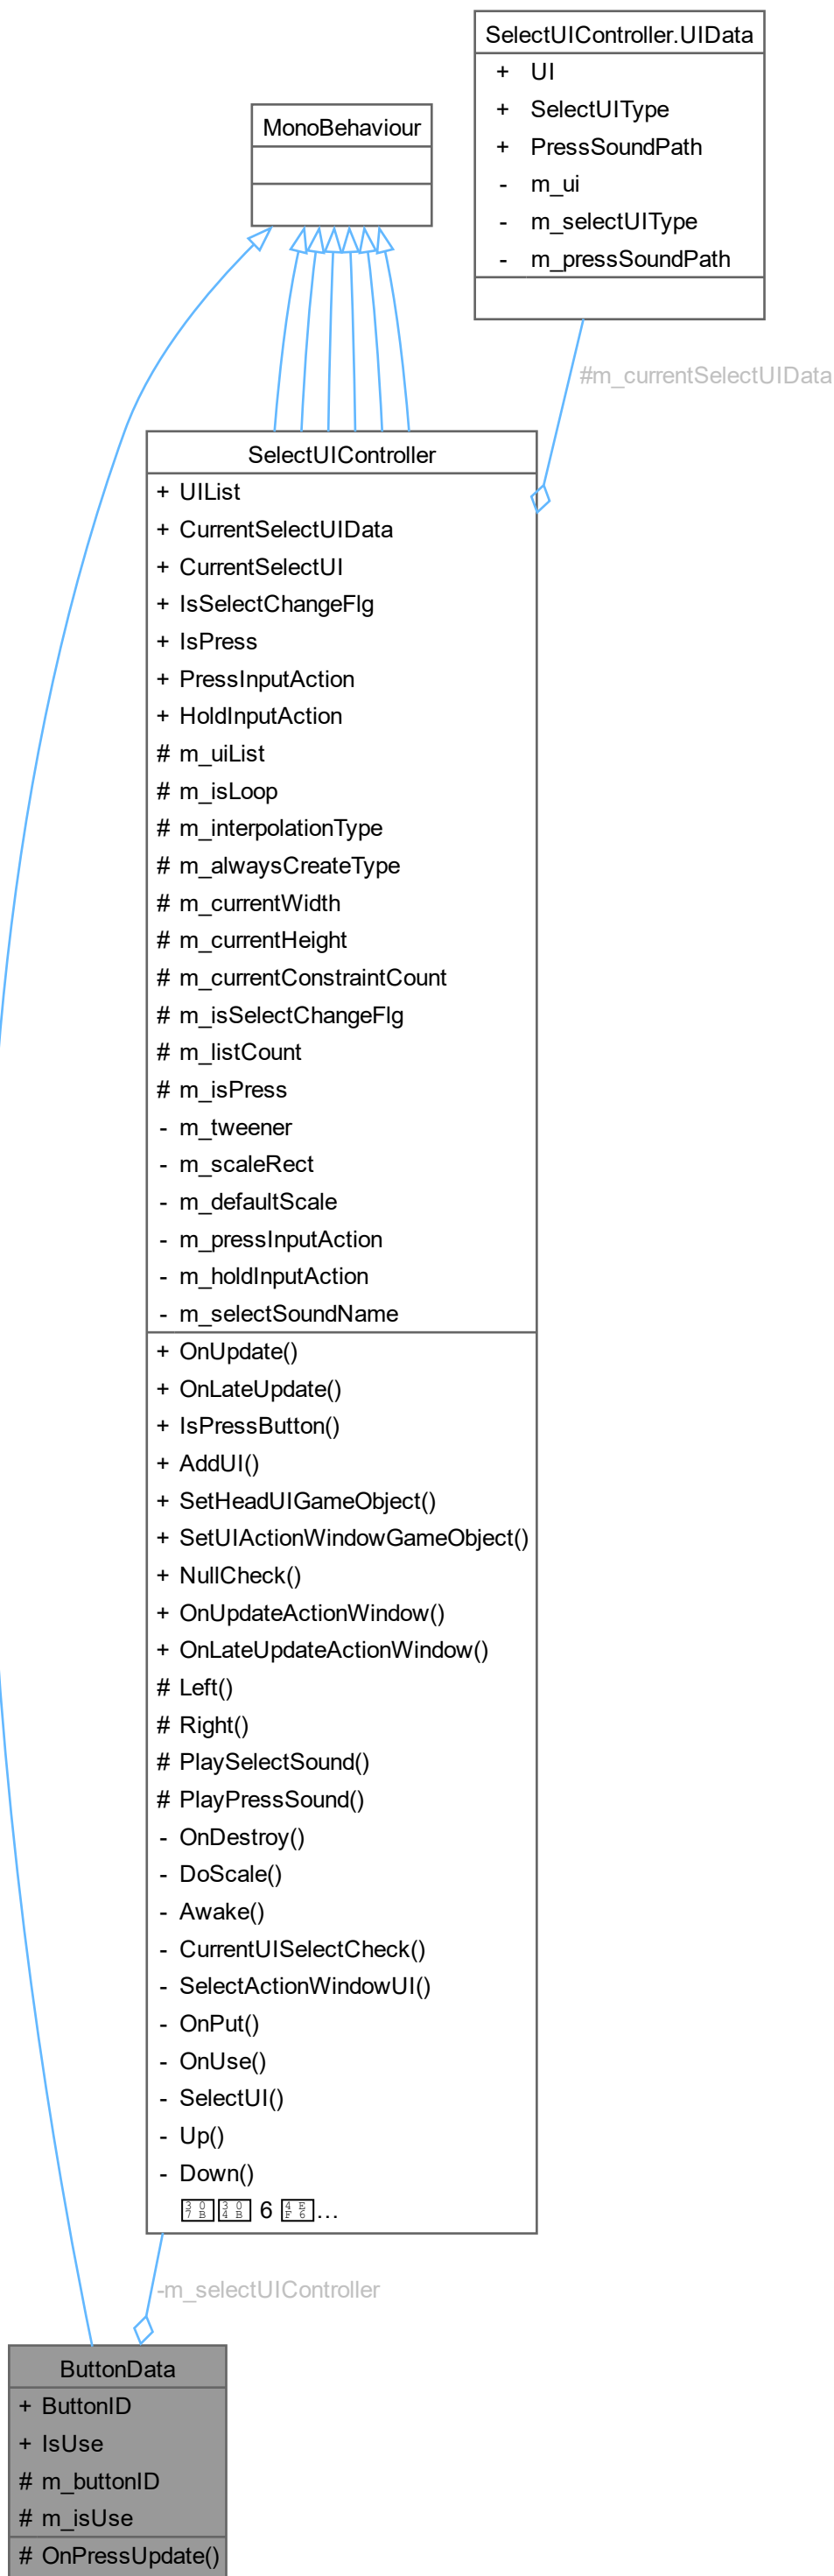 SelectUIController.UIData
+ UI
+ SelectUIType
+ PressSoundPath
- m_ui
- m_selectUIType
- m_pressSoundPath
MonoBehaviour
#m_currentSelectUIData
SelectUIController
+ UIList
+ CurrentSelectUIData
+ CurrentSelectUI
+ IsSelectChangeFlg
+ IsPress
+ PressInputAction
+ HoldInputAction
# m_uiList
# m_isLoop
# m_interpolationType
# m_alwaysCreateType
# m_currentWidth
# m_currentHeight
# m_currentConstraintCount
# m_isSelectChangeFlg
# m_listCount
# m_isPress
- m_tweener
- m_scaleRect
- m_defaultScale
- m_pressInputAction
- m_holdInputAction
- m_selectSoundName
+ OnUpdate()
+ OnLateUpdate()
+ IsPressButton()
+ AddUI()
+ SetHeadUIGameObject()
+ SetUIActionWindowGameObject()
+ NullCheck()
+ OnUpdateActionWindow()
+ OnLateUpdateActionWindow()
# Left()
# Right()
# PlaySelectSound()
# PlayPressSound()
- OnDestroy()
- DoScale()
- Awake()
- CurrentUISelectCheck()
- SelectActionWindowUI()
- OnPut()
- OnUse()
- SelectUI()
- Up()
- Down()
6 ...
-m_selectUIController
ButtonData
+ ButtonID
+ IsUse
# m_buttonID
# m_isUse
# OnPressUpdate()